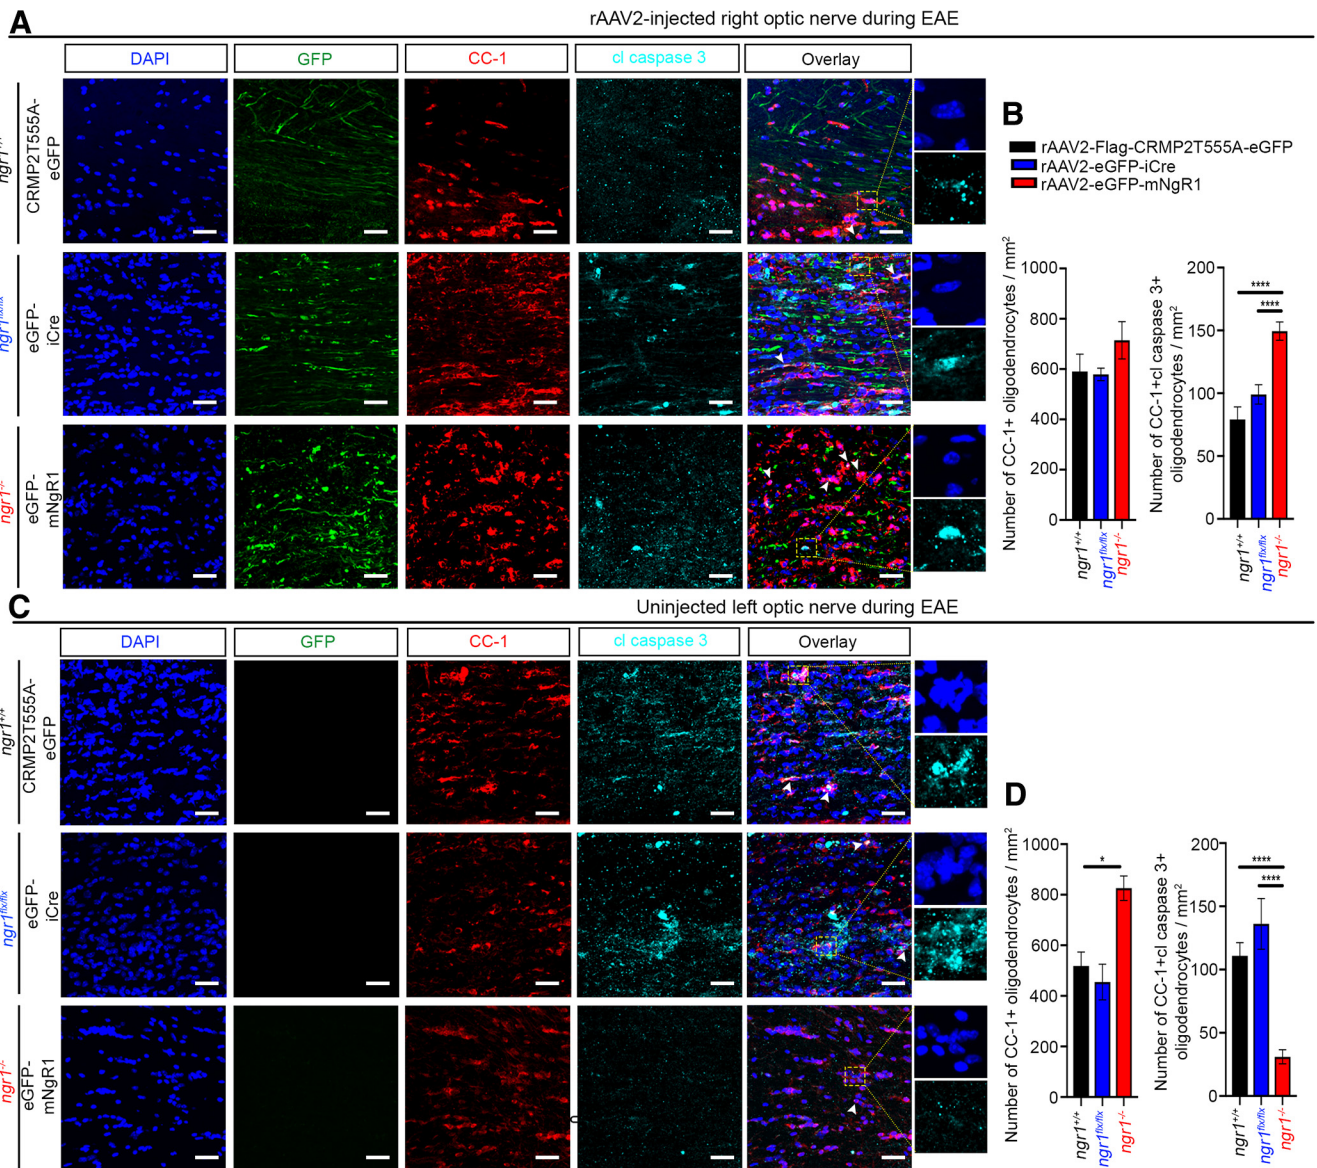 A
rAAV2-injected right optic nerve during EAE
DAPI
GFP
CC-1
cl caspase 3
Overlay
CRMP2T555A-
eGFP
ngr1flx/flx
eGFP-
iCre
ngr1-/-
eGFP-
mNgR1
B
rAAV2-Flag-CRMP2T555A-eGFP
rAAV2-eGFP-iCre
rAAV2-eGFP-mNgR1
Number of CC-1+ oligodendrocytes / mm²
1000
800
600
400
200
0
ngr1+/+
ngr1flx/flx
ngr1-/-
Number of CC-1+cl caspase 3+
oligodendrocytes / mm²
200
150
100
50
0
****
****
ngr1+/+
ngr1flx/flx
ngr1-/-
C
Uninjected left optic nerve during EAE
DAPI
GFP
CC-1
cl caspase 3
Overlay
ngr1+/+
CRMP2T555A-
eGFP
ngr1flx/flx
eGFP-
iCre
ngr1-/-
eGFP-
mNgR1
D
Number of CC-1+ oligodendrocytes / mm²
1000
800
600
400
200
0
*
ngr1+/+
ngr1flx/flx
ngr1-/-
Number of CC-1+cl caspase 3+
oligodendrocytes / mm²
200
150
100
50
0
****
****
ngr1+/+
ngr1flx/flx
ngr1-/-